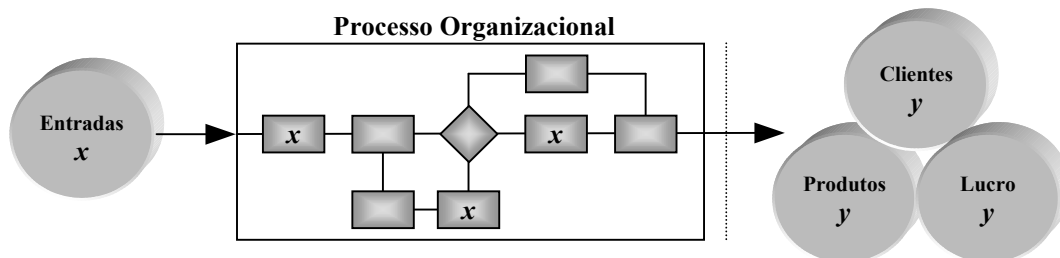 Processo Organizacional
Entradas
x
x
x
x
Clientes
y
Produtos
y
Lucro
y